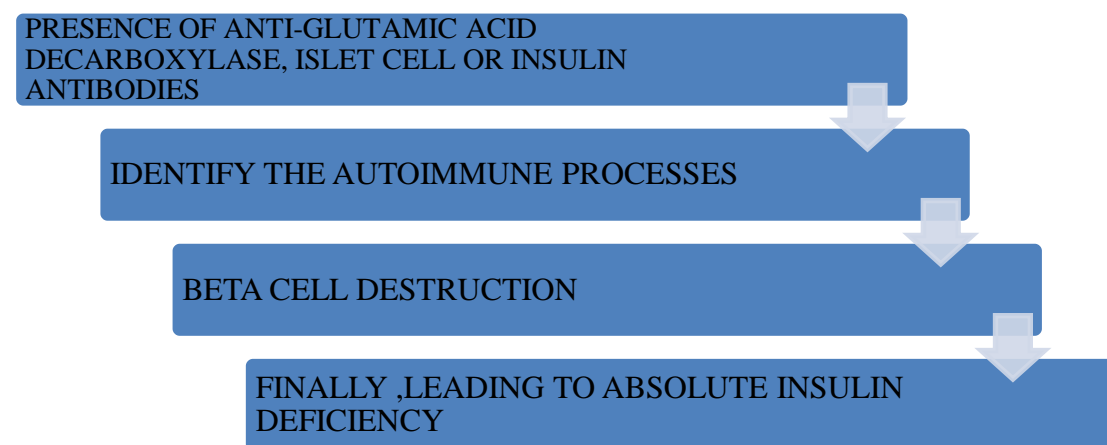 PRESENCE OF ANTI-GLUTAMIC ACID
DECARBOXYLASE, ISLET CELL OR INSULIN
ANTIBODIES
IDENTIFY THE AUTOIMMUNE PROCESSES
BETA CELL DESTRUCTION
FINALLY ,LEADING TO ABSOLUTE INSULIN
DEFICIENCY